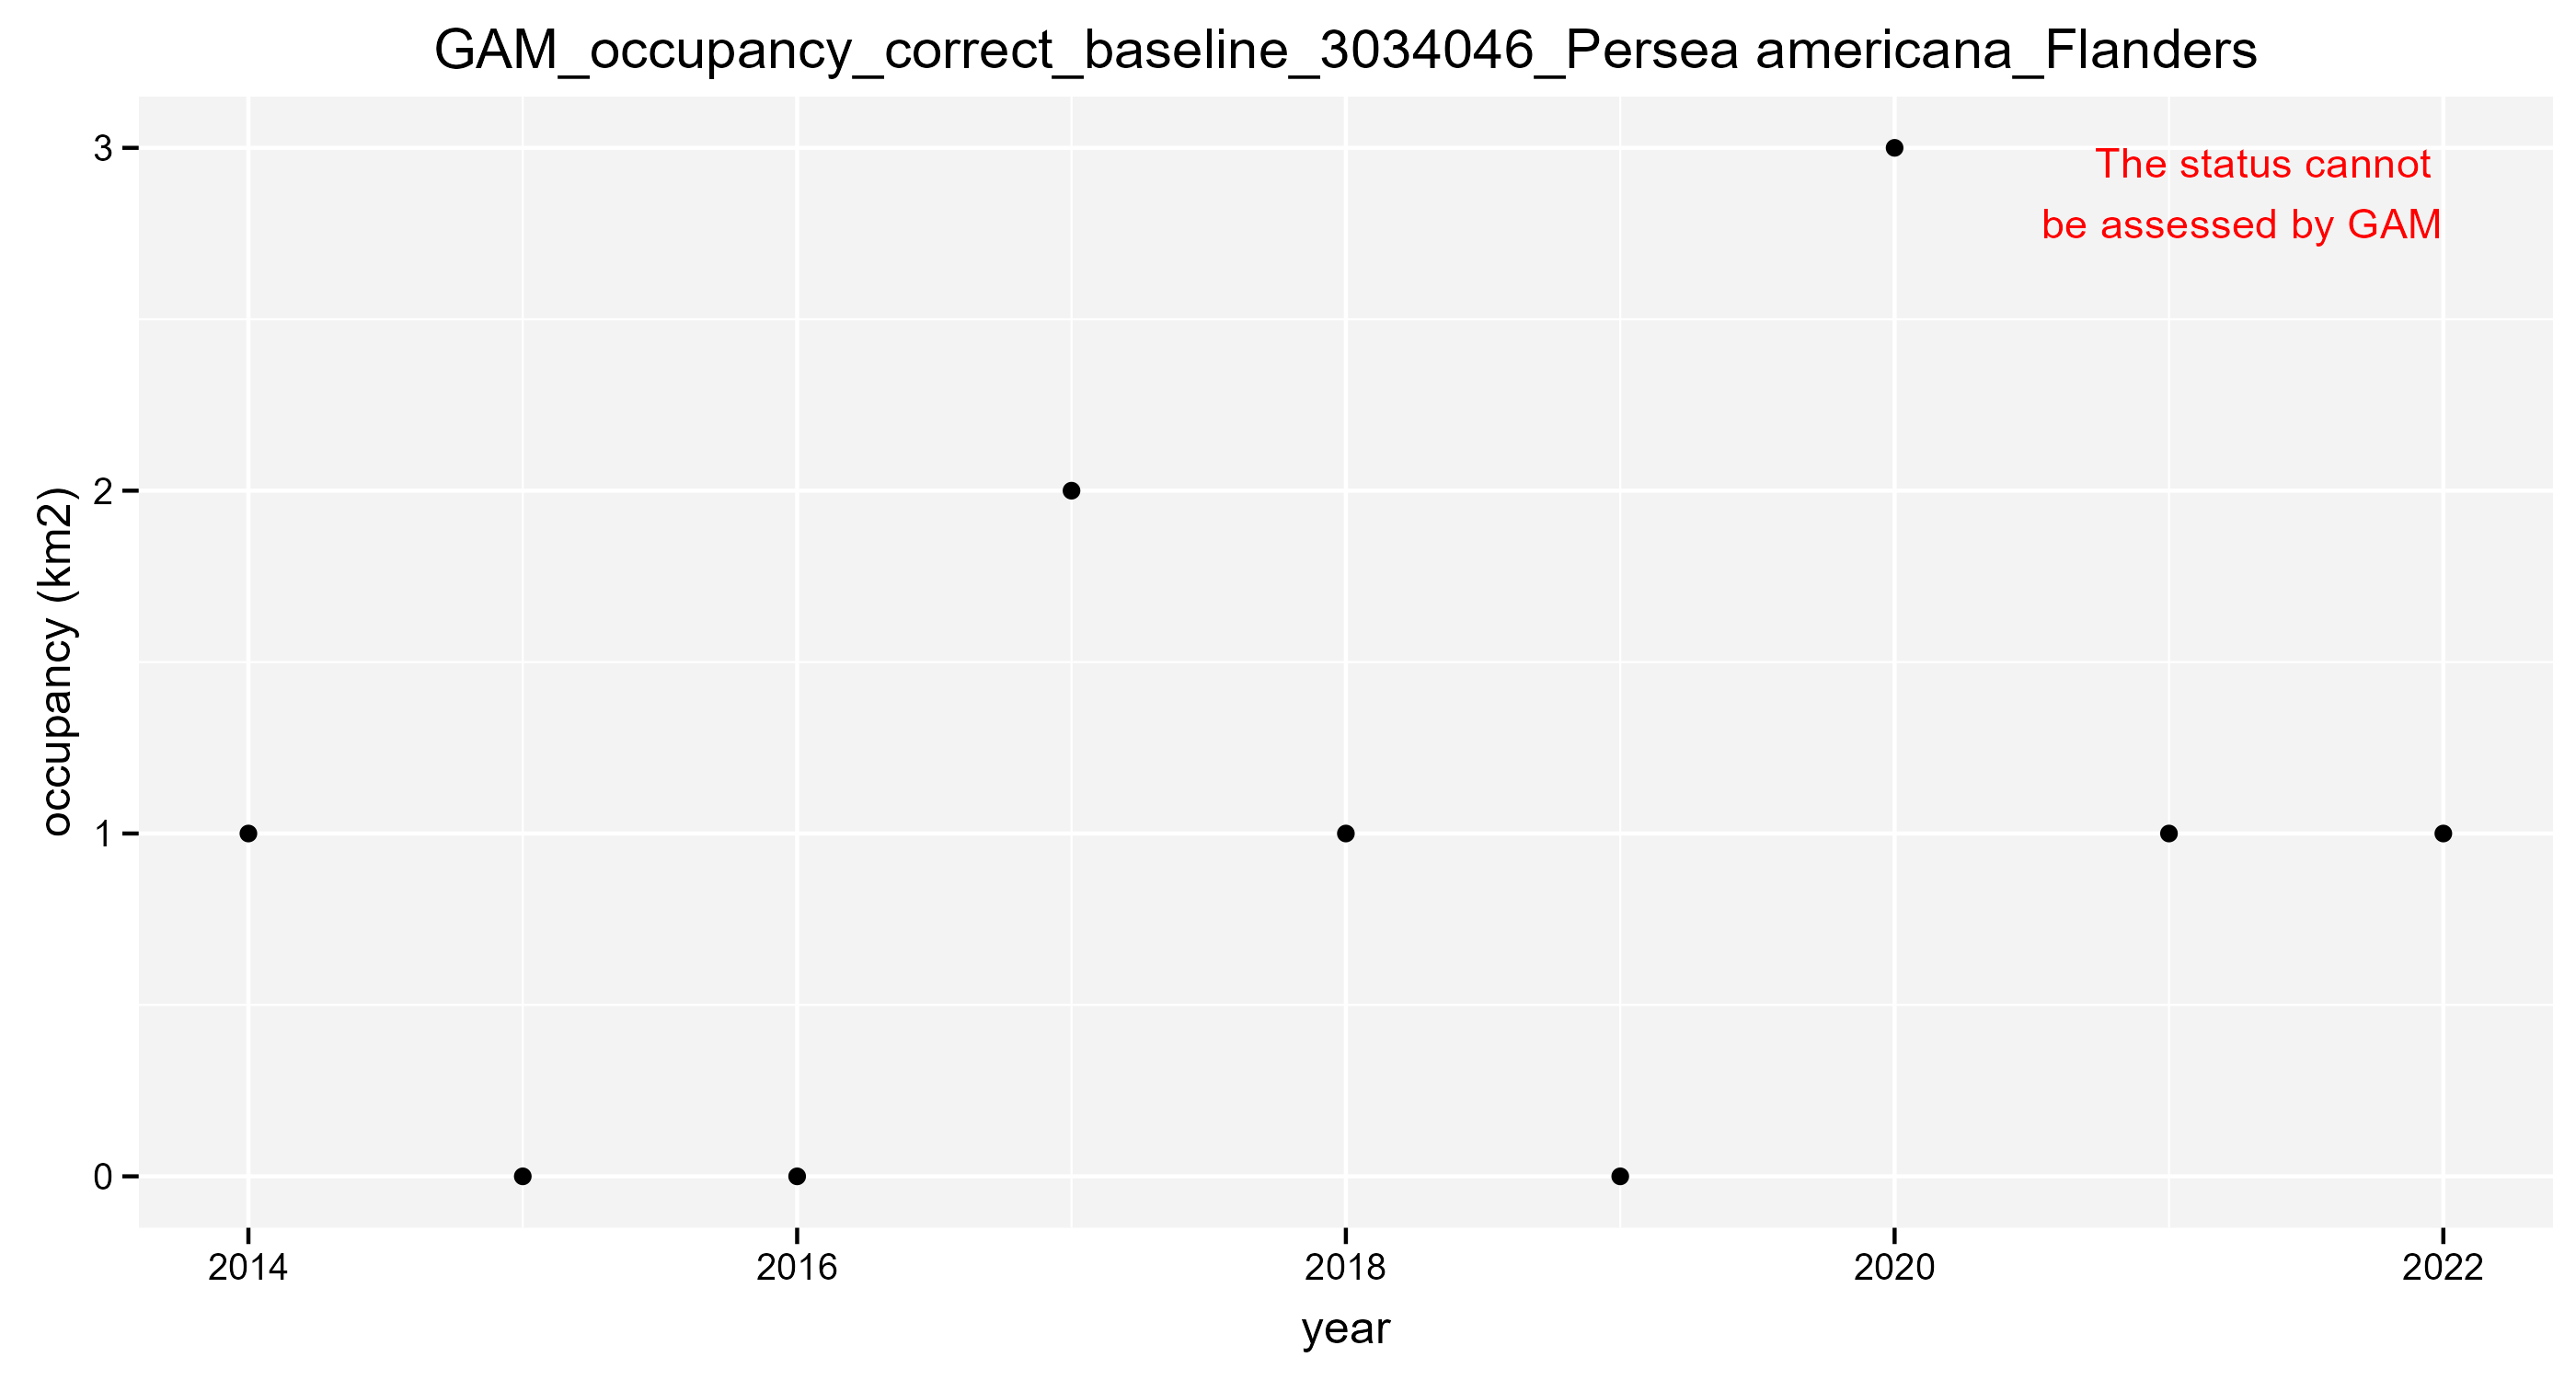 GAM_occupancy_correct_baseline_3034046_Persea americana_Flanders
The status cannot
be assessed by GAM
occupancy (km2)
3
2
1
0
2014
2016
2018
2020
2022
year